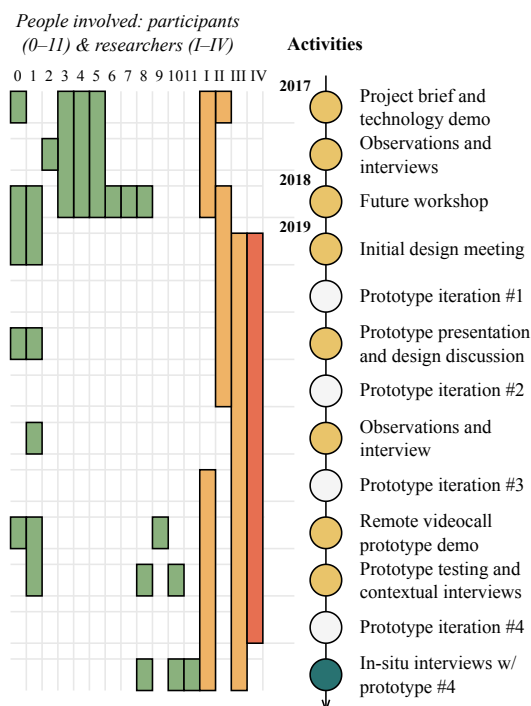 People involved: participants
(0–11) & researchers (I–IV)
Activities
0 1 2 3 4 5 6 7 8 9 10 11 I II III IV
2017
Project brief and
technology demo
Observations and
interviews
2018
Future workshop
2019
Initial design meeting
Prototype iteration #1
Prototype presentation
and design discussion
Prototype iteration #2
Observations and
interview
Prototype iteration #3
Remote videocall
prototype demo
Prototype testing and
contextual interviews
Prototype iteration #4
In-situ interviews w/
prototype #4